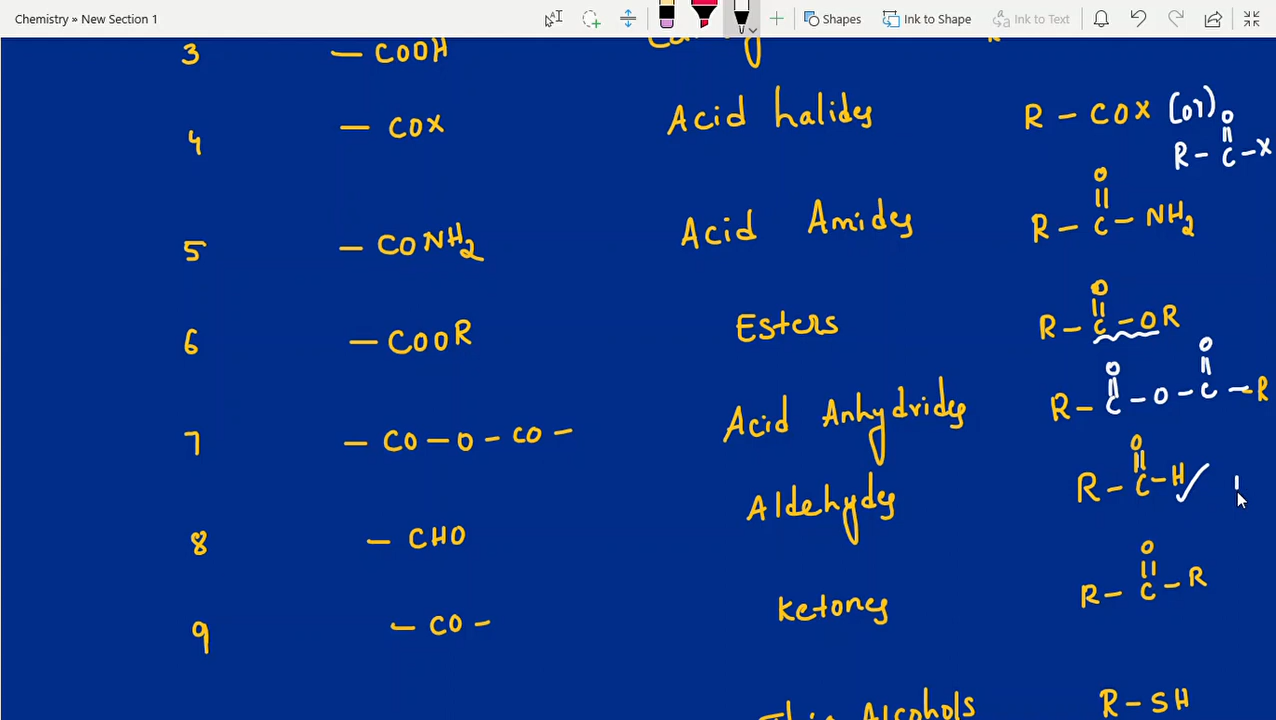 Chemistry » New Section 1
Shapes
Ink to Shape
Ink to Text
3 — COOH
4 — COX Acid halides R — COX (or)
O
R – C – X
5 — CONH2 Acid Amides R – C – NH2
O
6 — COOR Esters R – C – OR
O
7 — CO – O – CO – Acid Anhydrides R – C – O – C – R
O O
8 — CHO Aldehydes R – C – H ✓
O
9 — CO – Ketones R – C – R
O
Alcohols R – SH